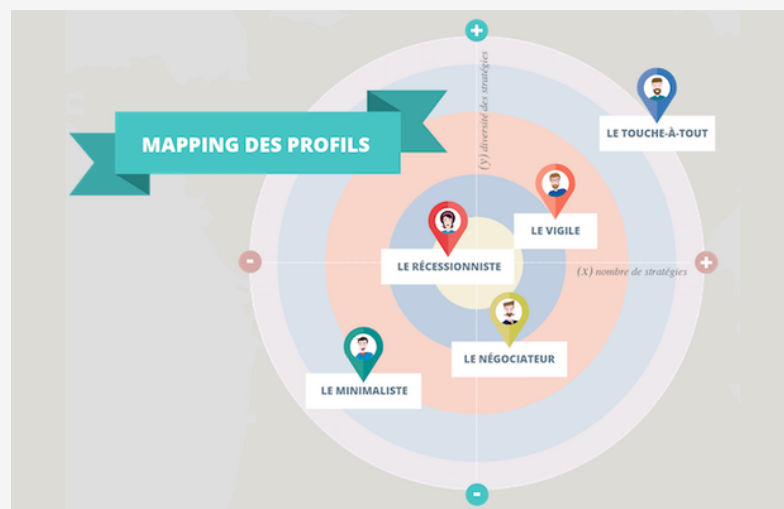 +
(y) diversité des stratégies
MAPPING DES PROFILS
LE TOUCHE-À-TOUT
LE VIGILE
LE RÉCESSIONNISTE
-
(x) nombre de stratégies
+
LE NÉGOCIATEUR
LE MINIMALISTE
-